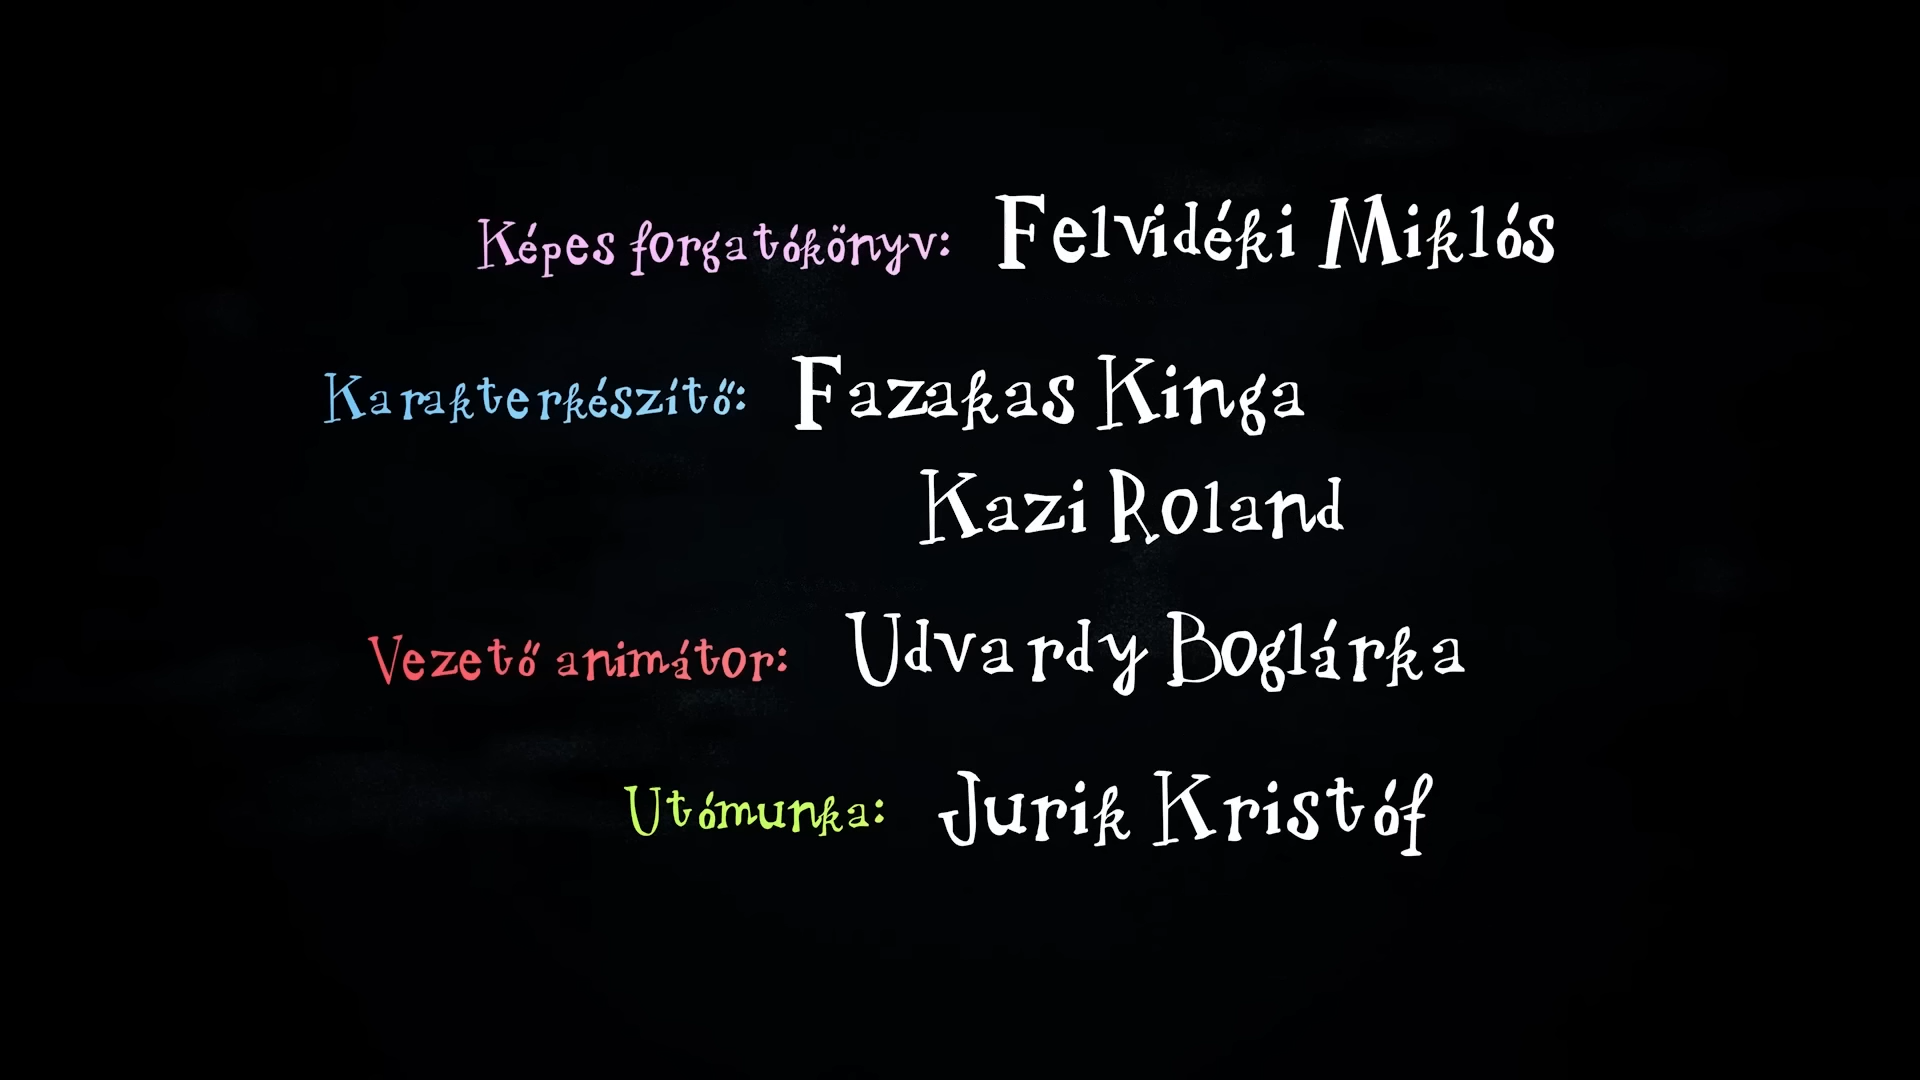 Képes forgatókönyv: Felvidéki Miklós
Karakterkészítő: Fazakas Kinga
Kazi Roland
Vezető animátor: Udvardy Boglárka
Utómunka: Jurik Kristóf